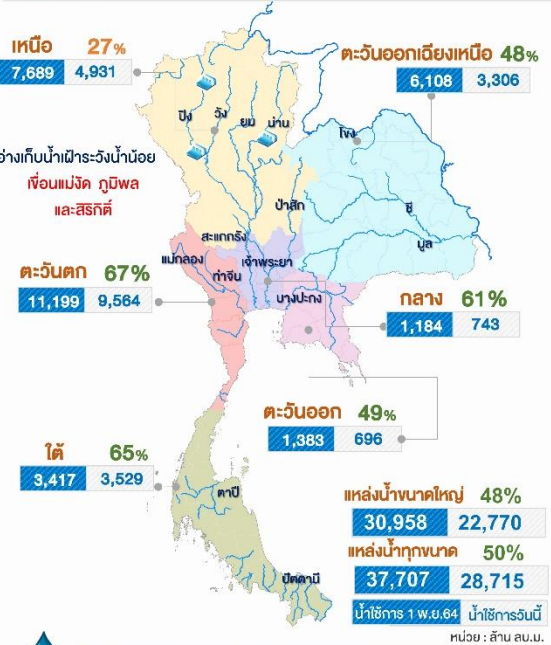 เหนือ 27%
7,689 4,931
ตะวันออกเฉียงเหนือ 48%
6,108 3,306
ปิง
วัง
ยม
น่าน
โขง
อ่างเก็บน้ำเฝ้าระวังน้ำน้อย
เขื่อนแม่งัด ภูมิพล
และสิริกิติ์
ป่าสัก
ชี
มูล
สะแกกรัง
แม่กลอง
ท่าจีน
เจ้าพระยา
บางปะกง
ตะวันตก 67%
11,199 9,564
กลาง 61%
1,184 743
ตะวันออก 49%
1,383 696
ใต้ 65%
3,417 3,529
ตาปี
ปัตตานี
แหล่งน้ำขนาดใหญ่ 48%
30,958 22,770
แหล่งน้ำทุกขนาด 50%
37,707 28,715
น้ำใช้การ 1 พ.ย.64 น้ำใช้การวันนี้
หน่วย : ล้าน ลบ.ม.